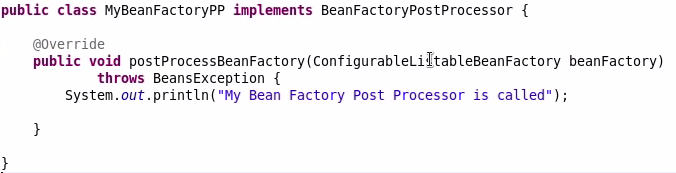 public class MyBeanFactoryPP implements BeanFactoryPostProcessor {
@Override
public void postProcessBeanFactory(ConfigurableListableBeanFactory beanFactory)
throws BeansException {
System.out.println("My Bean Factory Post Processor is called");
}
}